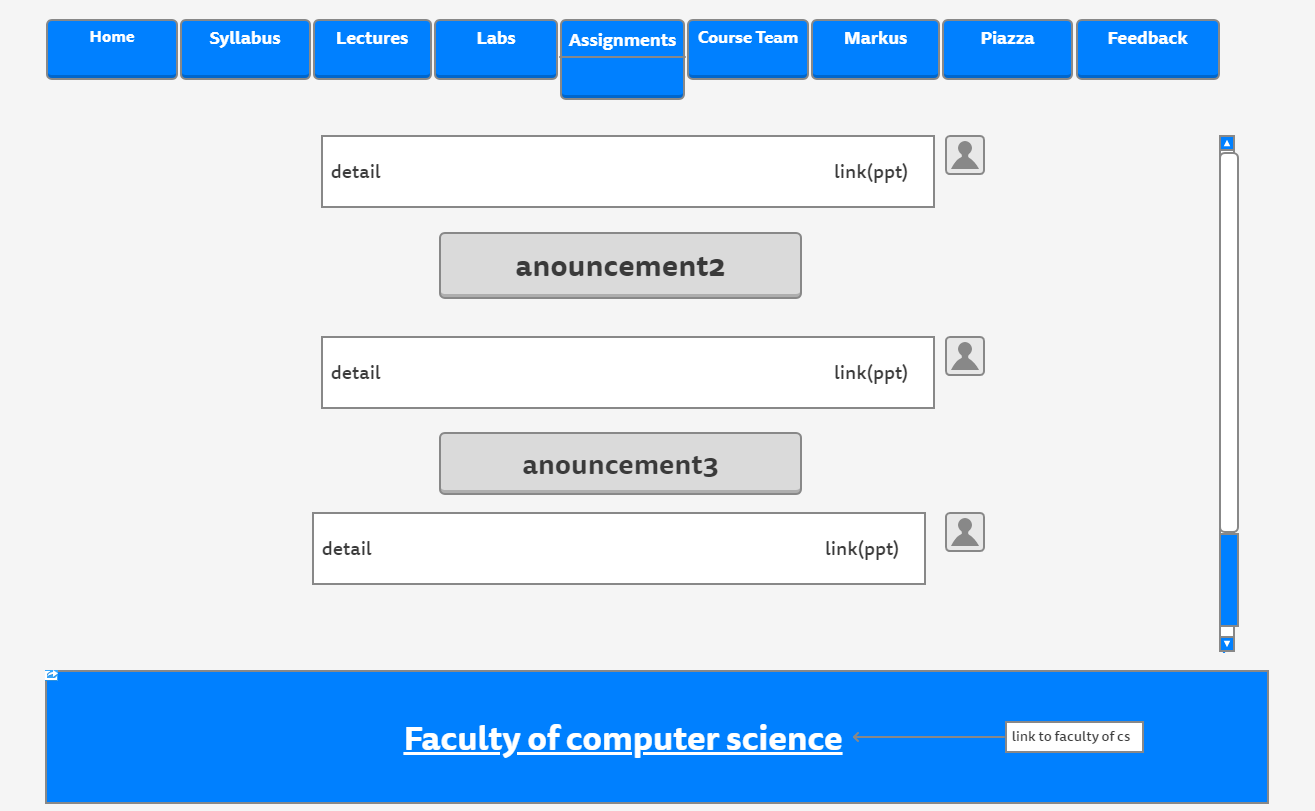 Home
Syllabus
Lectures
Labs
Assignments
Course Team
Markus
Piazza
Feedback
detail link(ppt)
anouncement2
detail link(ppt)
anouncement3
detail link(ppt)
Faculty of computer science
link to faculty of cs